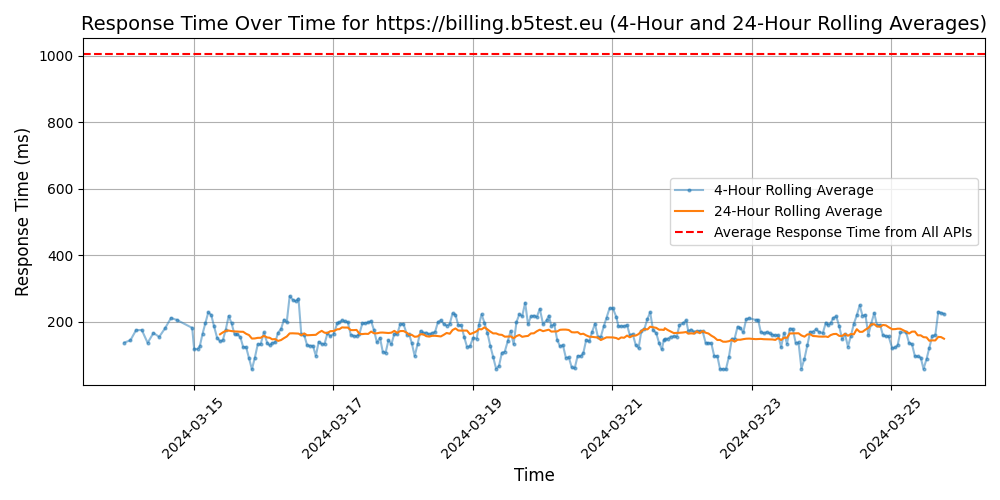 Response Time Over Time for https://billing.b5test.eu (4-Hour and 24-Hour Rolling Averages)
Response Time (ms)
1000
800
600
400
200
4-Hour Rolling Average
24-Hour Rolling Average
Average Response Time from All APIs
2024-03-15
2024-03-17
2024-03-19
2024-03-21
2024-03-23
2024-03-25
Time